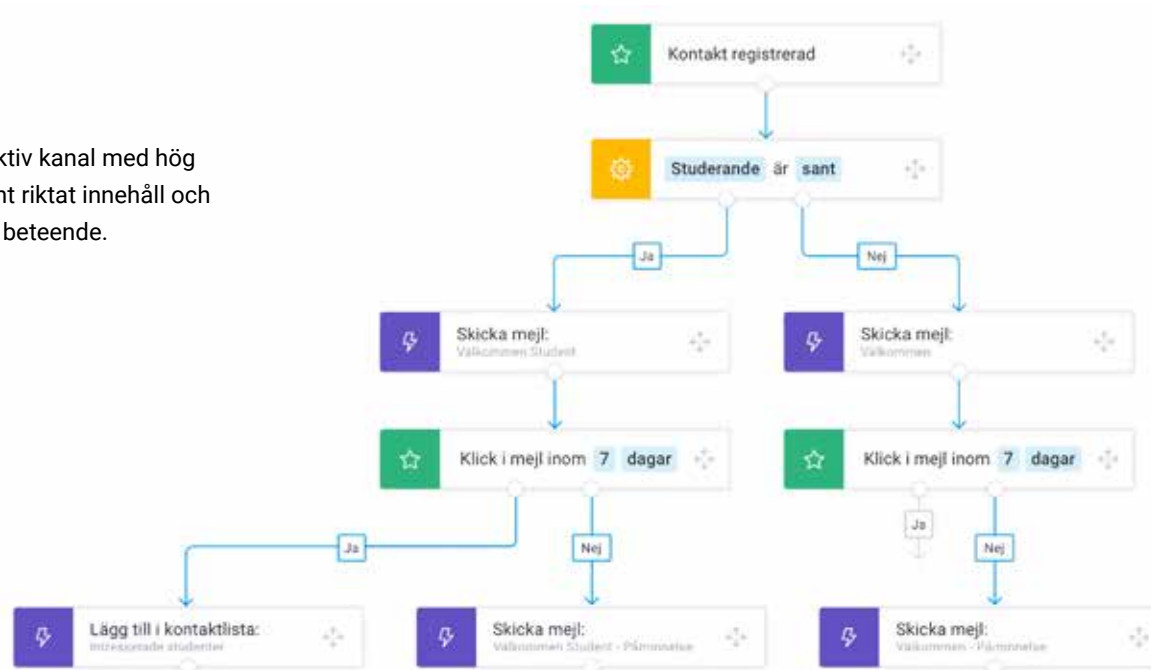 Kontakt registrerad
ktiv kanal med hög
nt riktat innehåll och
beteende.
Studerande är sant
Ja
Nej
Skicka mejl:
Välkommen Student
Skicka mejl:
Välkommen
Klick i mejl inom 7 dagar
Klick i mejl inom 7 dagar
Ja
Nej
Ja
Nej
Lägg till i kontaktlista:
Intresserade studenter
Skicka mejl:
Välkommen Student - Påminnelse
Skicka mejl:
Välkommen - Påminnelse